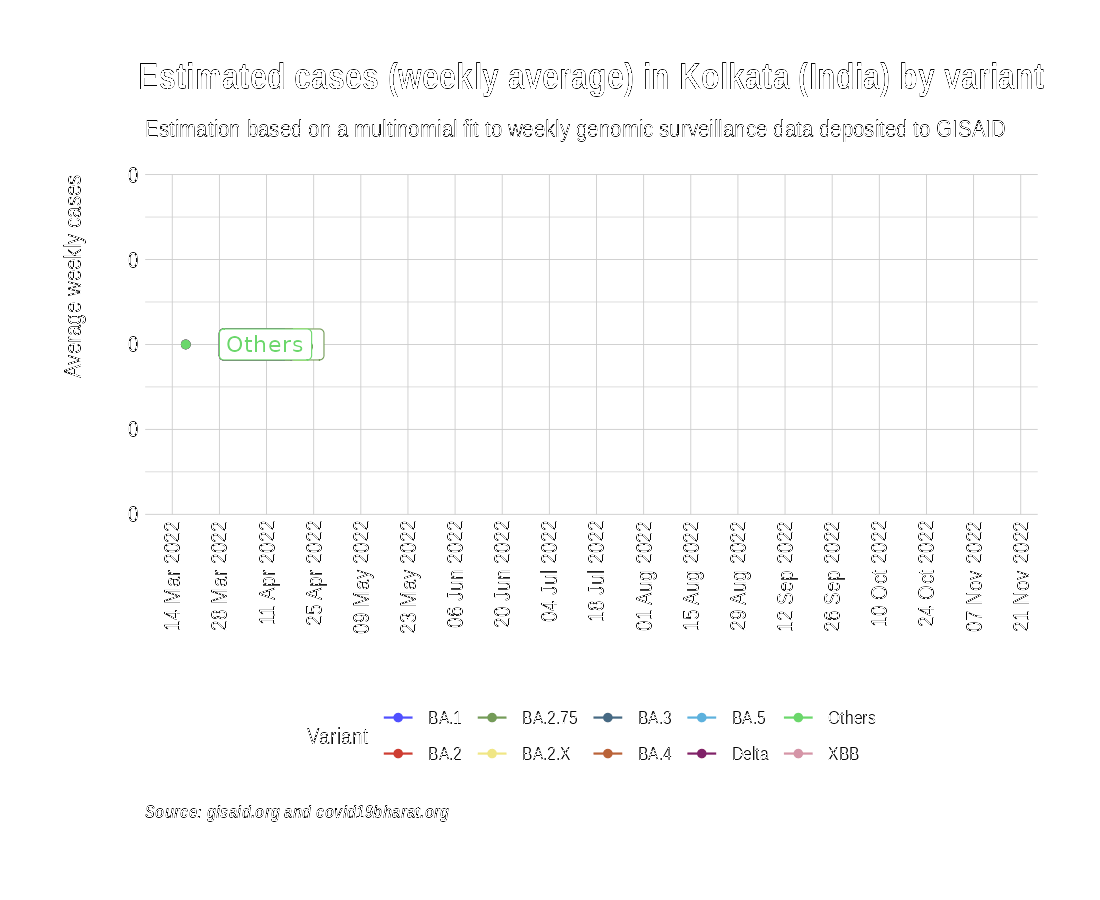 Estimated cases (weekly average) in Kolkata (India) by variant
Estimation based on a multinomial fit to weekly genomic surveillance data deposited to GISAID
Average weekly cases
0
0
0
0
0
Others
14 Mar 2022
28 Mar 2022
11 Apr 2022
25 Apr 2022
09 May 2022
23 May 2022
06 Jun 2022
20 Jun 2022
04 Jul 2022
18 Jul 2022
01 Aug 2022
15 Aug 2022
29 Aug 2022
12 Sep 2022
26 Sep 2022
10 Oct 2022
24 Oct 2022
07 Nov 2022
21 Nov 2022
Variant
BA.1 BA.2.75 BA.3 BA.5 Others
BA.2 BA.2.X BA.4 Delta XBB
Source: gisaid.org and covid19bharat.org